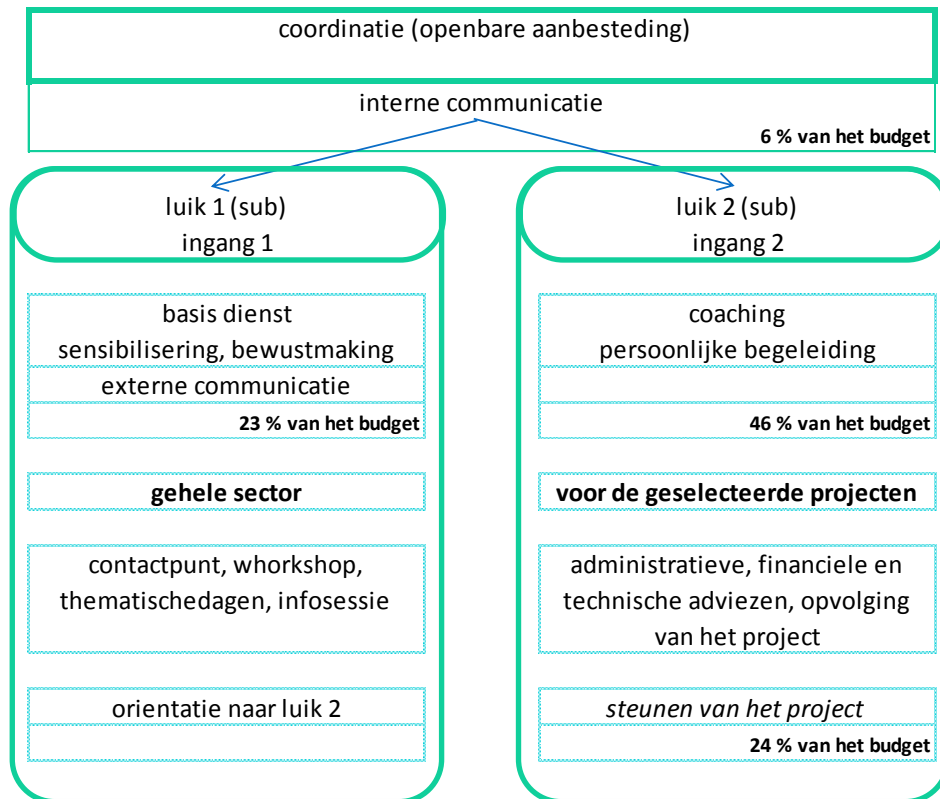 coordinatie (openbare aanbesteding)
interne communicatie
6 % van het budget
luik 1 (sub)
ingang 1
basis dienst
sensibilisering, bewustmaking
externe communicatie
23 % van het budget
gehele sector
contactpunt, whorkshop,
thematischedagen, infosessie
orientatie naar luik 2
luik 2 (sub)
ingang 2
coaching
persoonlijke begeleiding
46 % van het budget
voor de geselecteerde projecten
administratieve, financiele en
technische adviezen, opvolging
van het project
steunen van het project
24 % van het budget